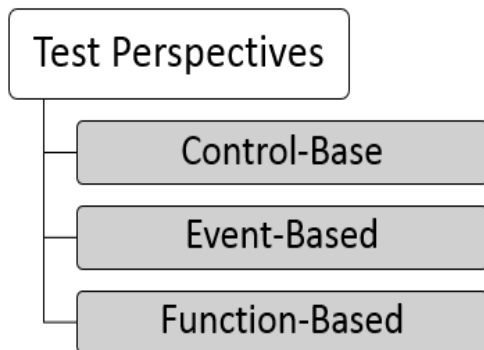 Test Perspectives
Control-Base
Event-Based
Function-Based